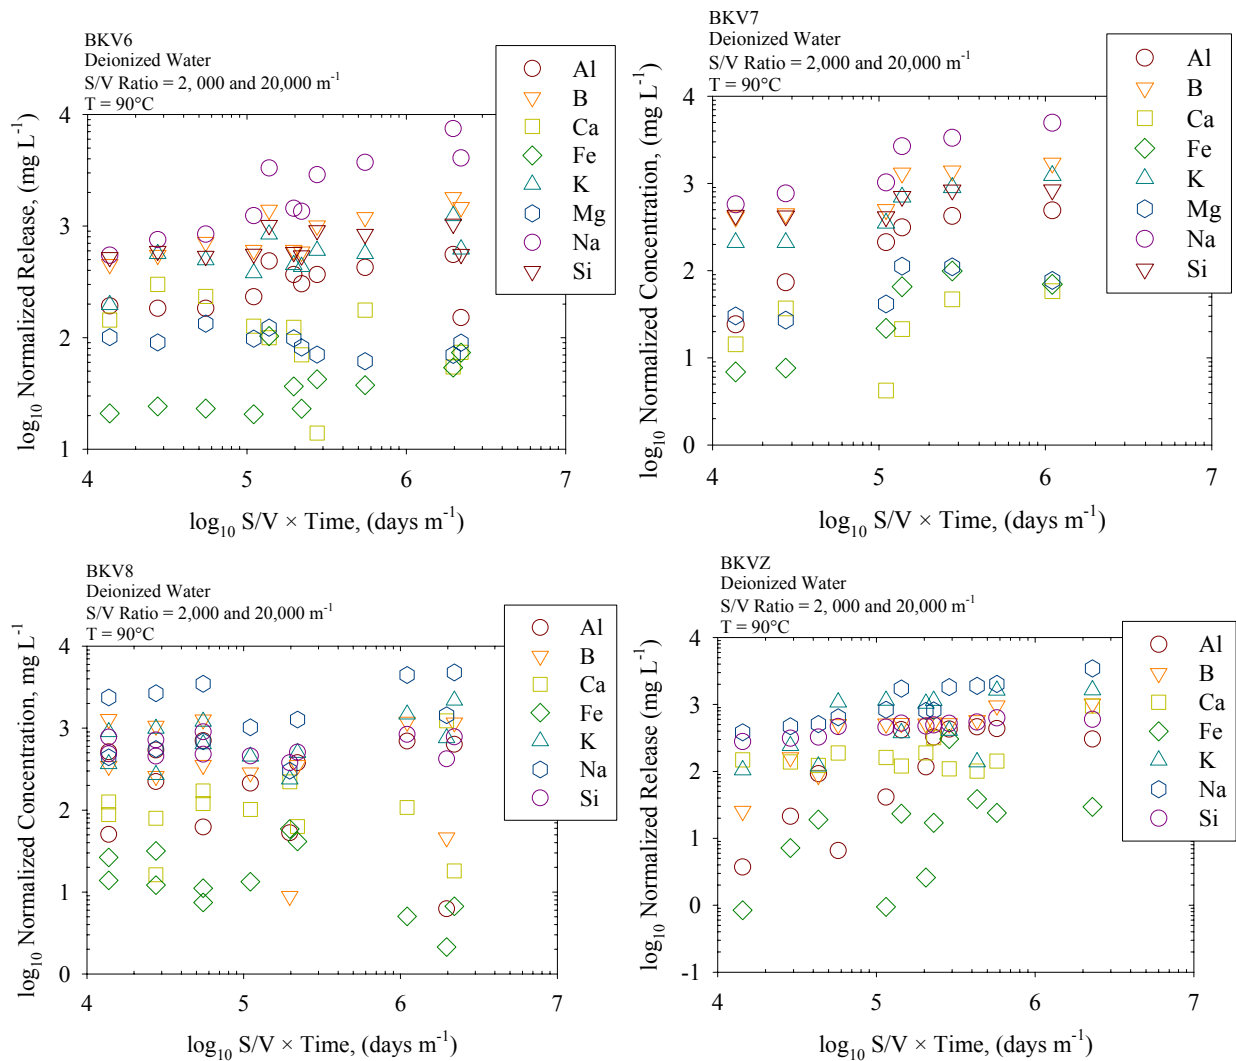 BKV6
Deionized Water
S/V Ratio = 2, 000 and 20,000 m⁻¹
T = 90°C
Al
B
Ca
Fe
K
Mg
Na
Si
4
3
2
1
4 5 6 7
log₁₀ Normalized Release, (mg L⁻¹)
log₁₀ S/V × Time, (days m⁻¹)
BKV7
Deionized Water
S/V Ratio = 2,000 and 20,000 m⁻¹
T = 90°C
Al
B
Ca
Fe
K
Mg
Na
Si
4
3
2
1
0
4 5 6 7
log₁₀ Normalized Concentration, (mg L⁻¹)
log₁₀ S/V × Time, (days m⁻¹)
BKV8
Deionized Water
S/V Ratio = 2,000 and 20,000 m⁻¹
T = 90°C
Al
B
Ca
Fe
K
Na
Si
4
3
2
1
0
4 5 6 7
log₁₀ Normalized Concentration, mg L⁻¹)
log₁₀ S/V × Time, (days m⁻¹)
BKVZ
Deionized Water
S/V Ratio = 2, 000 and 20,000 m⁻¹
T = 90°C
Al
B
Ca
Fe
K
Na
Si
4
3
2
1
0
-1
4 5 6 7
log₁₀ Normalized Release (mg L⁻¹)
log₁₀ S/V × Time, (days m⁻¹)